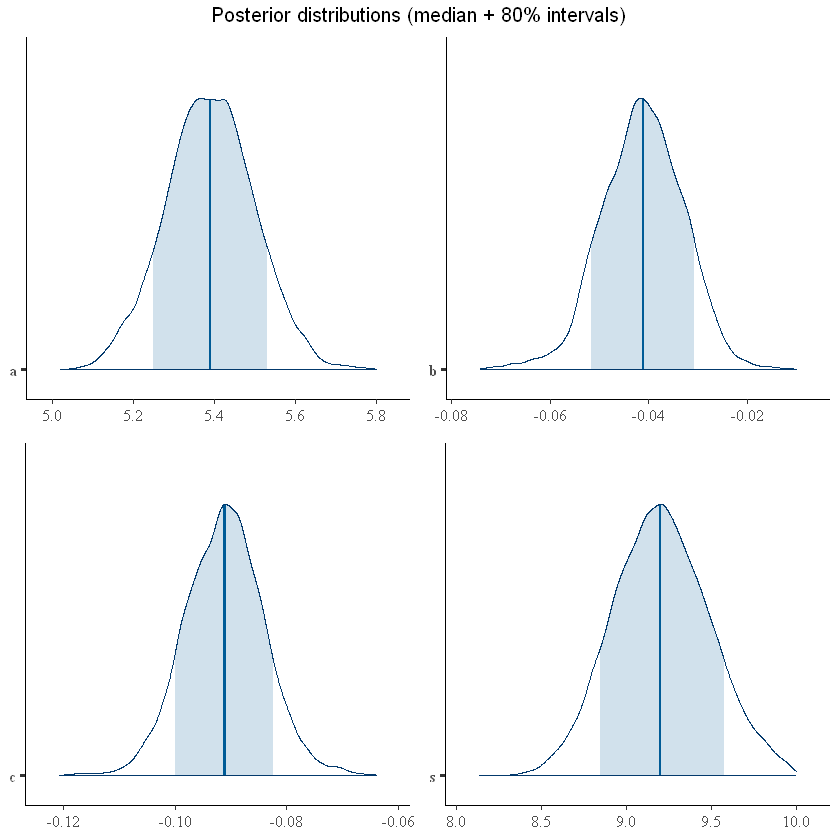 Posterior distributions (median + 80% intervals)
a
5.0 5.2 5.4 5.6 5.8
b
-0.08 -0.06 -0.04 -0.02
c
-0.12 -0.10 -0.08 -0.06
s
8.0 8.5 9.0 9.5 10.0